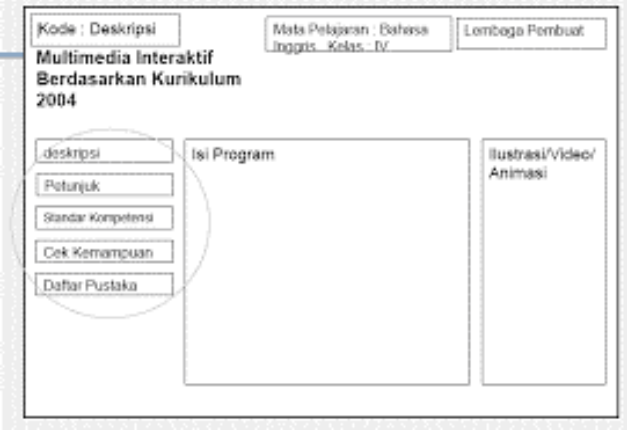 Kode : Deskripsi
Mata Pelajaran : Bahasa
Inggris Kelas : IV
Lembaga Pembuat
Multimedia Interaktif
Berdasarkan Kurikulum
2004
deskripsi
Petunjuk
Standar Kompetensi
Cek Kemampuan
Daftar Pustaka
Isi Program
Ilustrasi/Video/
Animasi